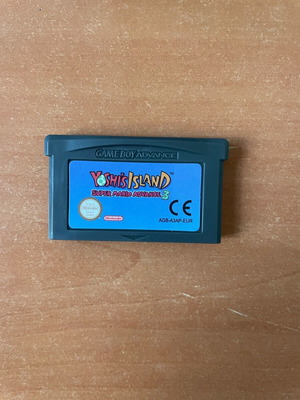 GAME BOY ADVANCE
YOSHI'S ISLAND
SUPER MARIO ADVANCE 3
Nintendo
CE
AGB-A3AP-EUR